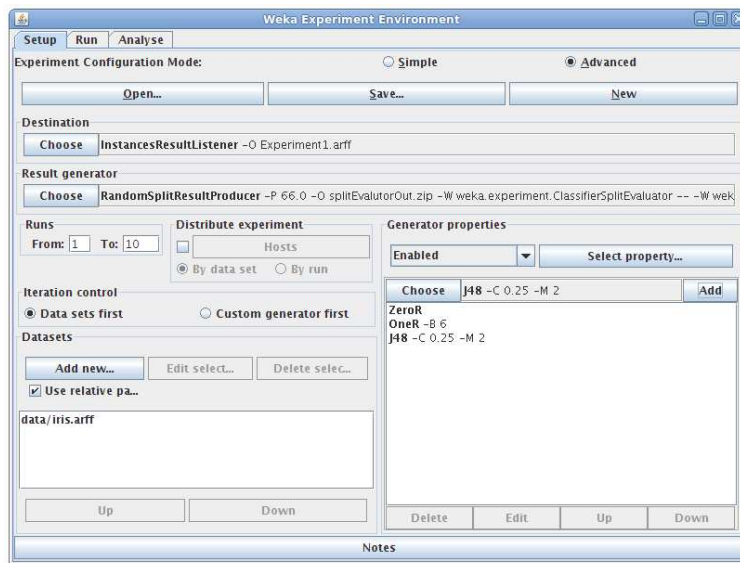 Weka Experiment Environment
Setup Run Analyse
Experiment Configuration Mode: Simple Advanced
Open... Save... New
Destination
Choose InstancesResultListener -O Experiment1.arff
Result generator
Choose RandomSplitResultProducer -P 66.0 -O splitEvalutorOut.zip -W weka.experiment.ClassifierSplitEvaluator -- -W wek
Runs
From: 1 To: 10
Distribute experiment
Hosts
By data set By run
Generator properties
Enabled Select property...
Iteration control
Data sets first Custom generator first
Choose J48 -C 0.25 -M 2 Add
ZeroR
OneR -B 6
J48 -C 0.25 -M 2
Datasets
Add new... Edit select... Delete selec...
Use relative pa...
data/iris.arff
Up Down
Delete Edit Up Down
Notes